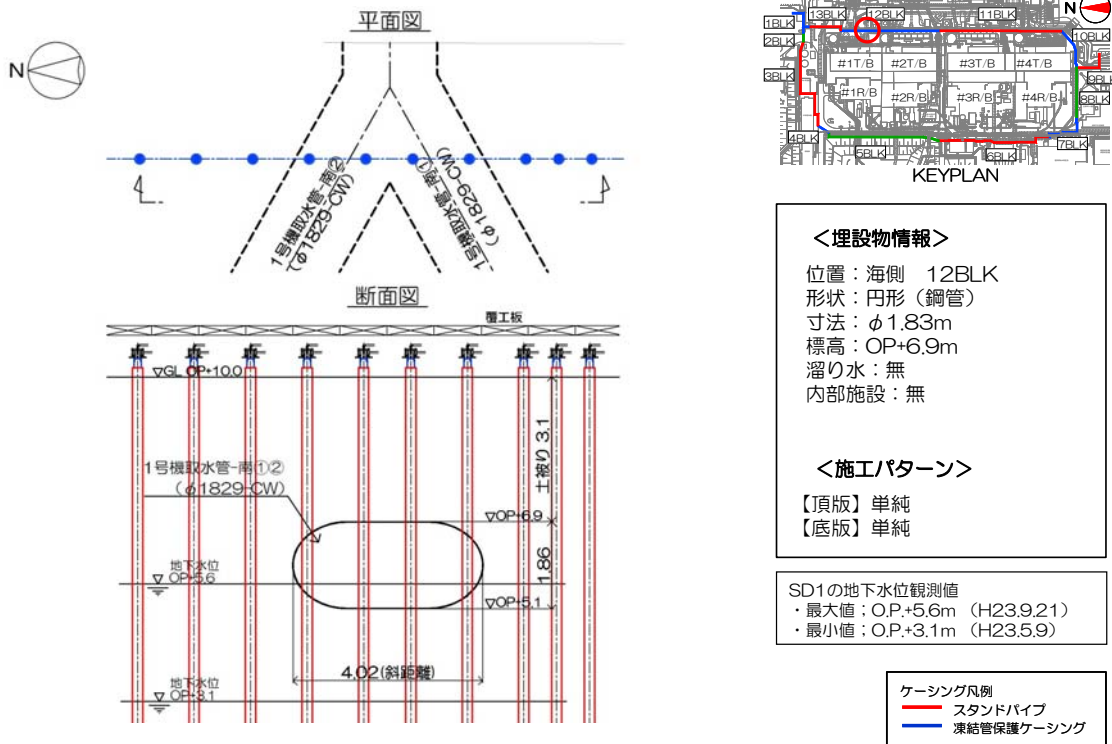 平面図
N
1号機取水管-南②
(φ1829-CW)
1号機取水管-南①
(φ1829-CW)
断面図
覆工板
▽GL OP+10.0
土被り 3.1
1号機取水管-南①②
(φ1829-CW)
▽OP+6.9
1.86
地下水位
▽ OP+5.6
▽OP+5.1
4.02(斜距離)
地下水位
▽ OP+3.1
N
1BLK
13BLK
12BLK
11BLK
10BLK
2BLK
3BLK
#1T/B
#2T/B
#3T/B
#4T/B
9BLK
8BLK
#1R/B
#2R/B
#3R/B
#4R/B
4BLK
5BLK
6BLK
7BLK
KEYPLAN
<埋設物情報>
位置:海側 12BLK
形状:円形(鋼管)
寸法:φ1.83m
標高:OP+6.9m
溜り水:無
内部施設:無
<施工パターン>
【頂版】単純
【底版】単純
SD1の地下水位観測値
・最大値;O.P.+5.6m (H23.9.21)
・最小値;O.P.+3.1m (H23.5.9)
ケーシング凡例
スタンドパイプ
凍結管保護ケーシング